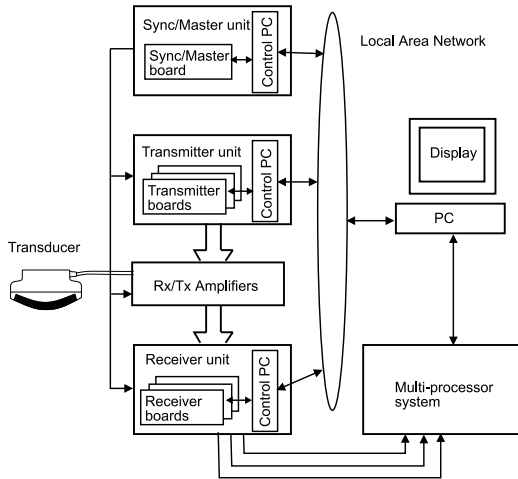 Sync/Master unit
Sync/Master
board
Control PC
Local Area Network
Transmitter unit
Transmitter
boards
Control PC
Display
PC
Transducer
Rx/Tx Amplifiers
Receiver unit
Receiver
boards
Control PC
Multi-processor
system